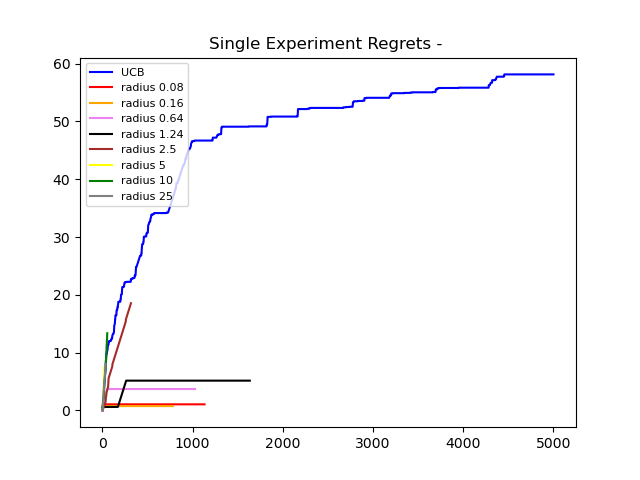 Single Experiment Regrets -
60
50
40
30
20
10
0
UCB
radius 0.08
radius 0.16
radius 0.64
radius 1.24
radius 2.5
radius 5
radius 10
radius 25
0 1000 2000 3000 4000 5000